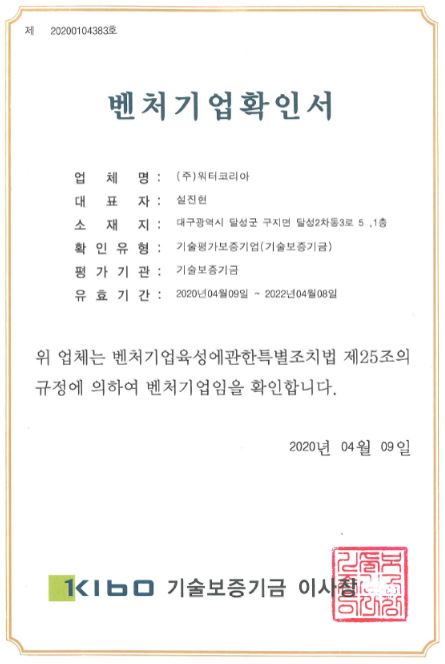 제 20200104383호
벤처기업확인서
업 체 명 : (주)워터코리아
대 표 자 : 설진현
소 재 지 : 대구광역시 달성군 구지면 달성2차동3로 5 ,1층
확 인 유 형 : 기술평가보증기업(기술보증기금)
평 가 기 관 : 기술보증기금
유 효 기 간 : 2020년04월09일 ~ 2022년04월08일
위 업체는 벤처기업육성에관한특별조치법 제25조의
규정에 의하여 벤처기업임을 확인합니다.
2020년 04월 09일
KIBO 기술보증기금 이사장